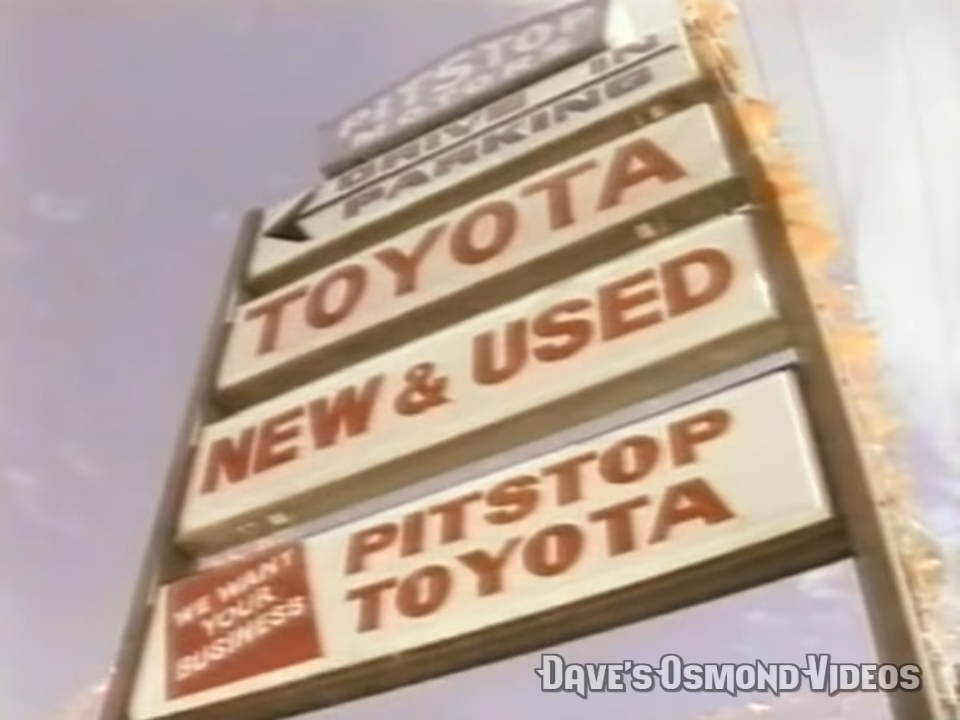 PITSTOP
MOTORS
DRIVE IN
PARKING
TOYOTA
NEW & USED
PITSTOP
TOYOTA
WE WANT
YOUR
BUSINESS
DAVE'S OSMOND VIDEOS